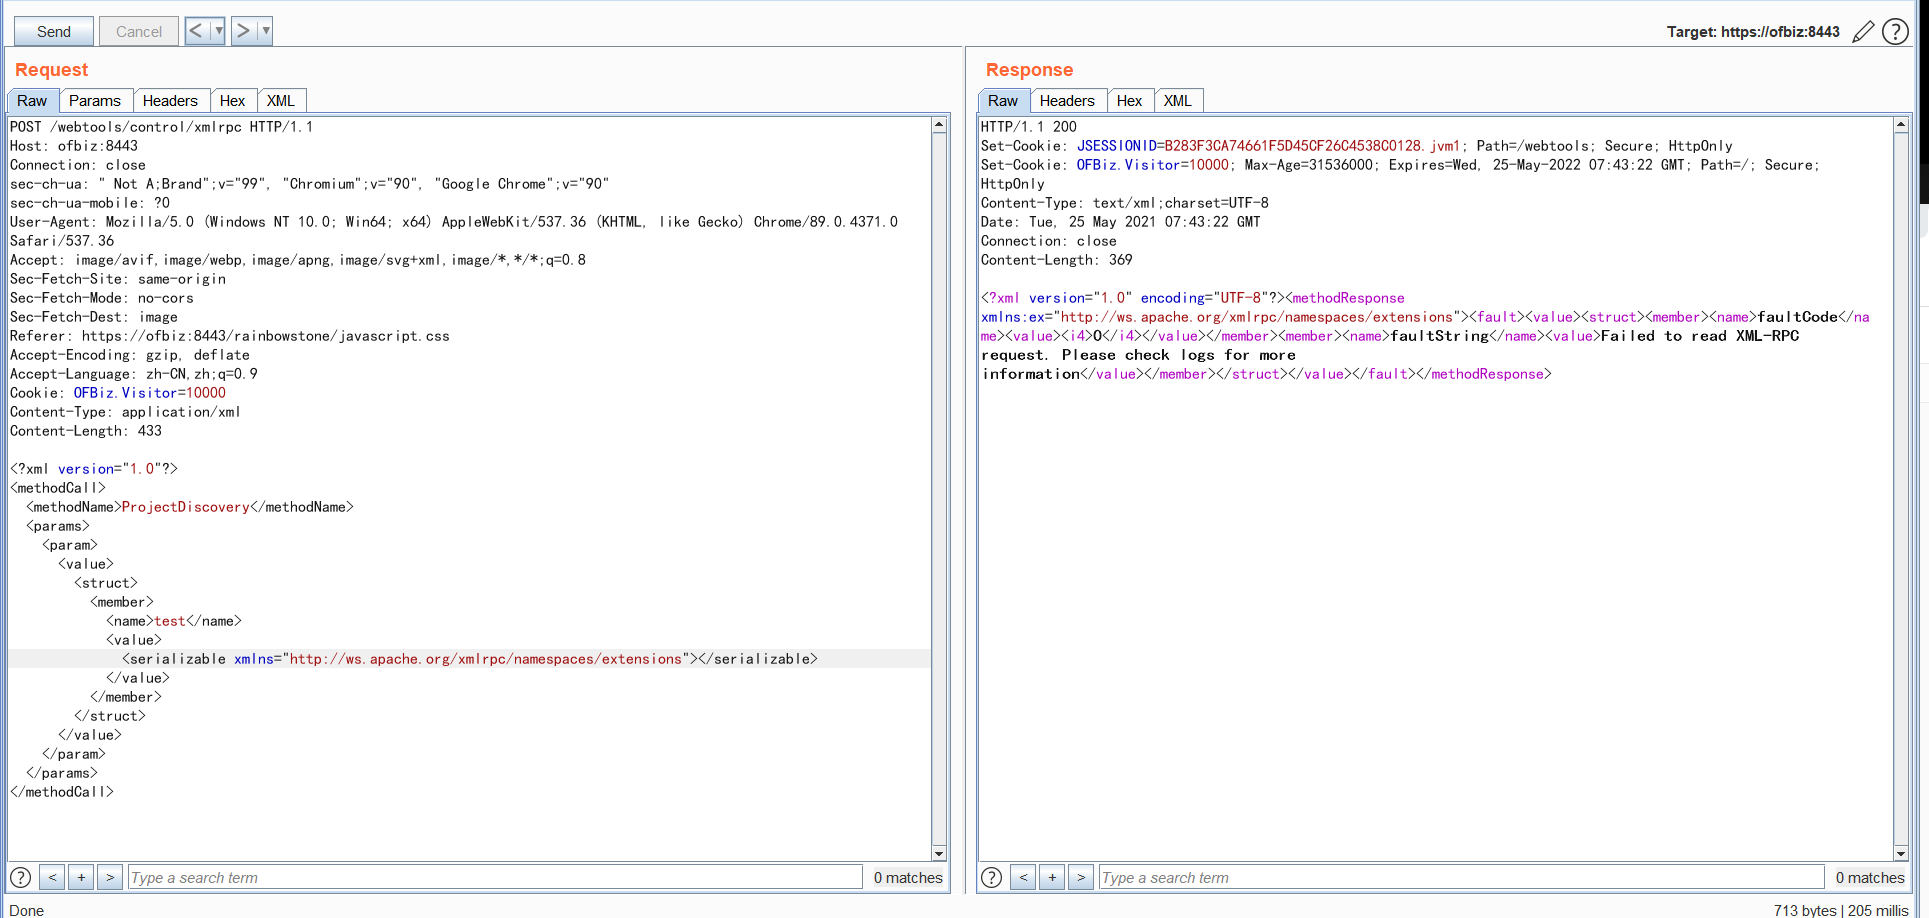 Send
Cancel
<
>
Target: https://ofbiz:8443
?
Request
Raw
Params
Headers
Hex
XML
POST /webtools/control/xmlrpc HTTP/1.1
Host: ofbiz:8443
Connection: close
sec-ch-ua: " Not A;Brand";v="99", "Chromium";v="90", "Google Chrome";v="90"
sec-ch-ua-mobile: ?0
User-Agent: Mozilla/5.0 (Windows NT 10.0; Win64; x64) AppleWebKit/537.36 (KHTML, like Gecko) Chrome/89.0.4371.0
Safari/537.36
Accept: image/avif,image/webp,image/apng,image/svg+xml,image/*,*/*;q=0.8
Sec-Fetch-Site: same-origin
Sec-Fetch-Mode: no-cors
Sec-Fetch-Dest: image
Referer: https://ofbiz:8443/rainbowstone/javascript.css
Accept-Encoding: gzip, deflate
Accept-Language: zh-CN,zh;q=0.9
Cookie: OFBiz.Visitor=10000
Content-Type: application/xml
Content-Length: 433
<?xml version="1.0"?>
<methodCall>
<methodName>ProjectDiscovery</methodName>
<params>
<param>
<value>
<struct>
<member>
<name>test</name>
<value>
<serializable xmlns="http://ws.apache.org/xmlrpc/namespaces/extensions"></serializable>
</value>
</member>
</struct>
</value>
</param>
</params>
</methodCall>
?
<
+
>
Type a search term
0 matches
Response
Raw
Headers
Hex
XML
HTTP/1.1 200
Set-Cookie: JSESSIONID=B283F3CA74661F5D45CF26C4538C0128.jvm1; Path=/webtools; Secure; HttpOnly
Set-Cookie: OFBiz.Visitor=10000; Max-Age=31536000; Expires=Wed, 25-May-2022 07:43:22 GMT; Path=/; Secure;
HttpOnly
Content-Type: text/xml;charset=UTF-8
Date: Tue, 25 May 2021 07:43:22 GMT
Connection: close
Content-Length: 369
<?xml version="1.0" encoding="UTF-8"?><methodResponse
xmlns:ex="http://ws.apache.org/xmlrpc/namespaces/extensions"><fault><value><struct><member><name>faultCode</na
me><value><i4>0</i4></value></member><member><name>faultString</name><value>Failed to read XML-RPC
request. Please check logs for more
information</value></member></struct></value></fault></methodResponse>
?
<
+
>
Type a search term
0 matches
Done
713 bytes | 205 millis